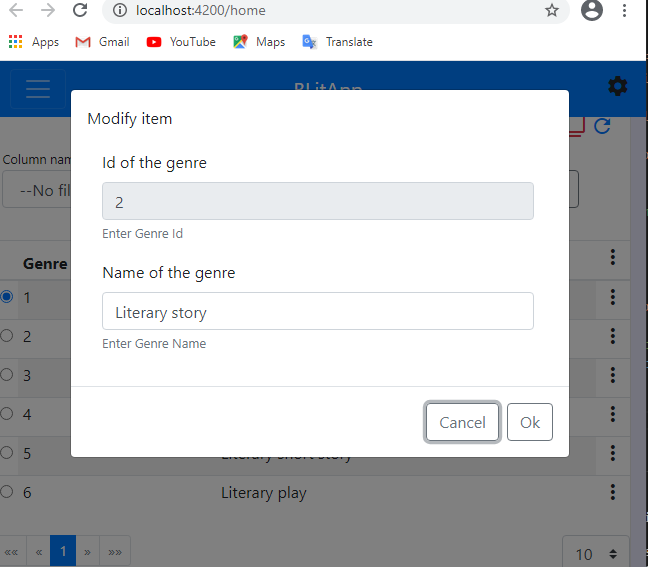 localhost:4200/home
Apps Gmail YouTube Maps Translate
Modify item
Column nam
Id of the genre
--No fil
2
Enter Genre Id
Genre
Name of the genre
1
Literary story
2
Enter Genre Name
3
4
Cancel Ok
5 Literary short story
6 Literary play
«« « 1 » »» 10